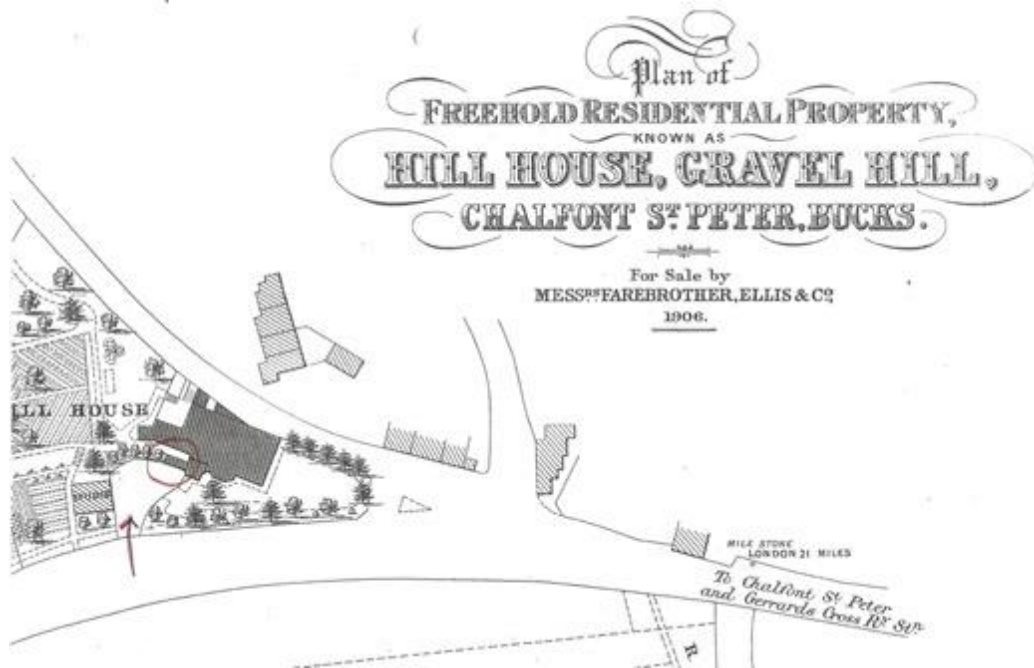 Plan of
FREEHOLD RESIDENTIAL PROPERTY,
KNOWN AS
HILL HOUSE, GRAVEL HILL,
CHALFONT ST PETER, BUCKS.
For Sale by
MESSRS FAREBROTHER, ELLIS & CO.
1906.
ILL HOUSE
MILE STONE
LONDON 21 MILES
To Chalfont St Peter
and Gerrards Cross Ry Stn.
R